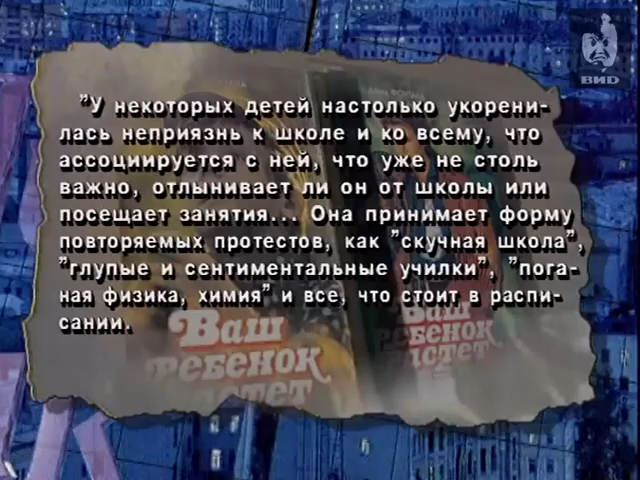 ВИD
"У некоторых детей настолько укорени-
лась неприязнь к школе и ко всему, что
ассоциируется с ней, что уже не столь
важно, отлынивает ли он от школы или
посещает занятия... Она принимает форму
повторяемых протестов, как "скучная школа",
"глупые и сентиментальные училки", "пога-
ная физика, химия" и все, что стоит в распи-
сании.
Ваш
ребенок
растет
Ваш
ребенок
растет